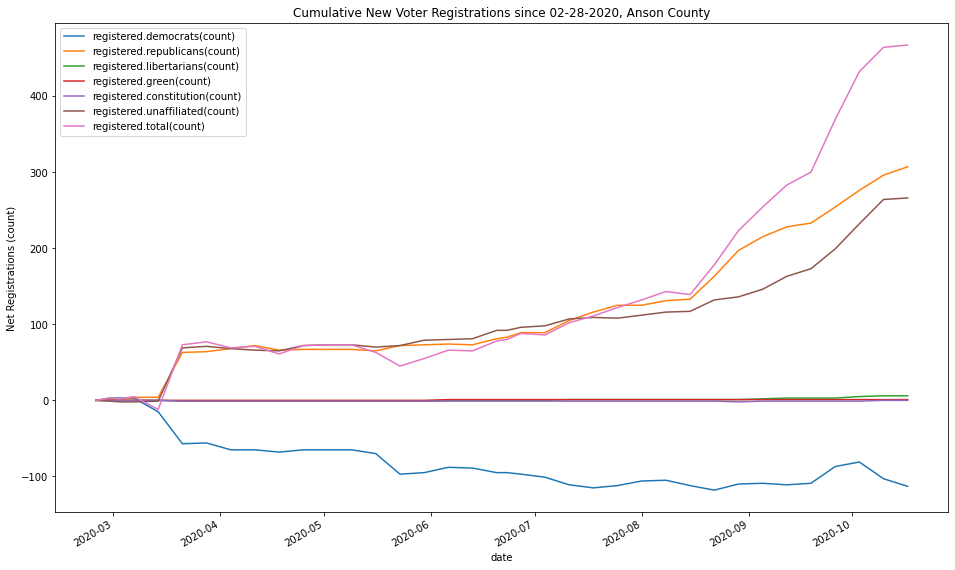 Cumulative New Voter Registrations since 02-28-2020, Anson County
registered.democrats(count)
registered.republicans(count)
registered.libertarians(count)
registered.green(count)
registered.constitution(count)
registered.unaffiliated(count)
registered.total(count)
Net Registrations (count)
400
300
200
100
0
−100
2020-03
2020-04
2020-05
2020-06
2020-07
2020-08
2020-09
2020-10
date